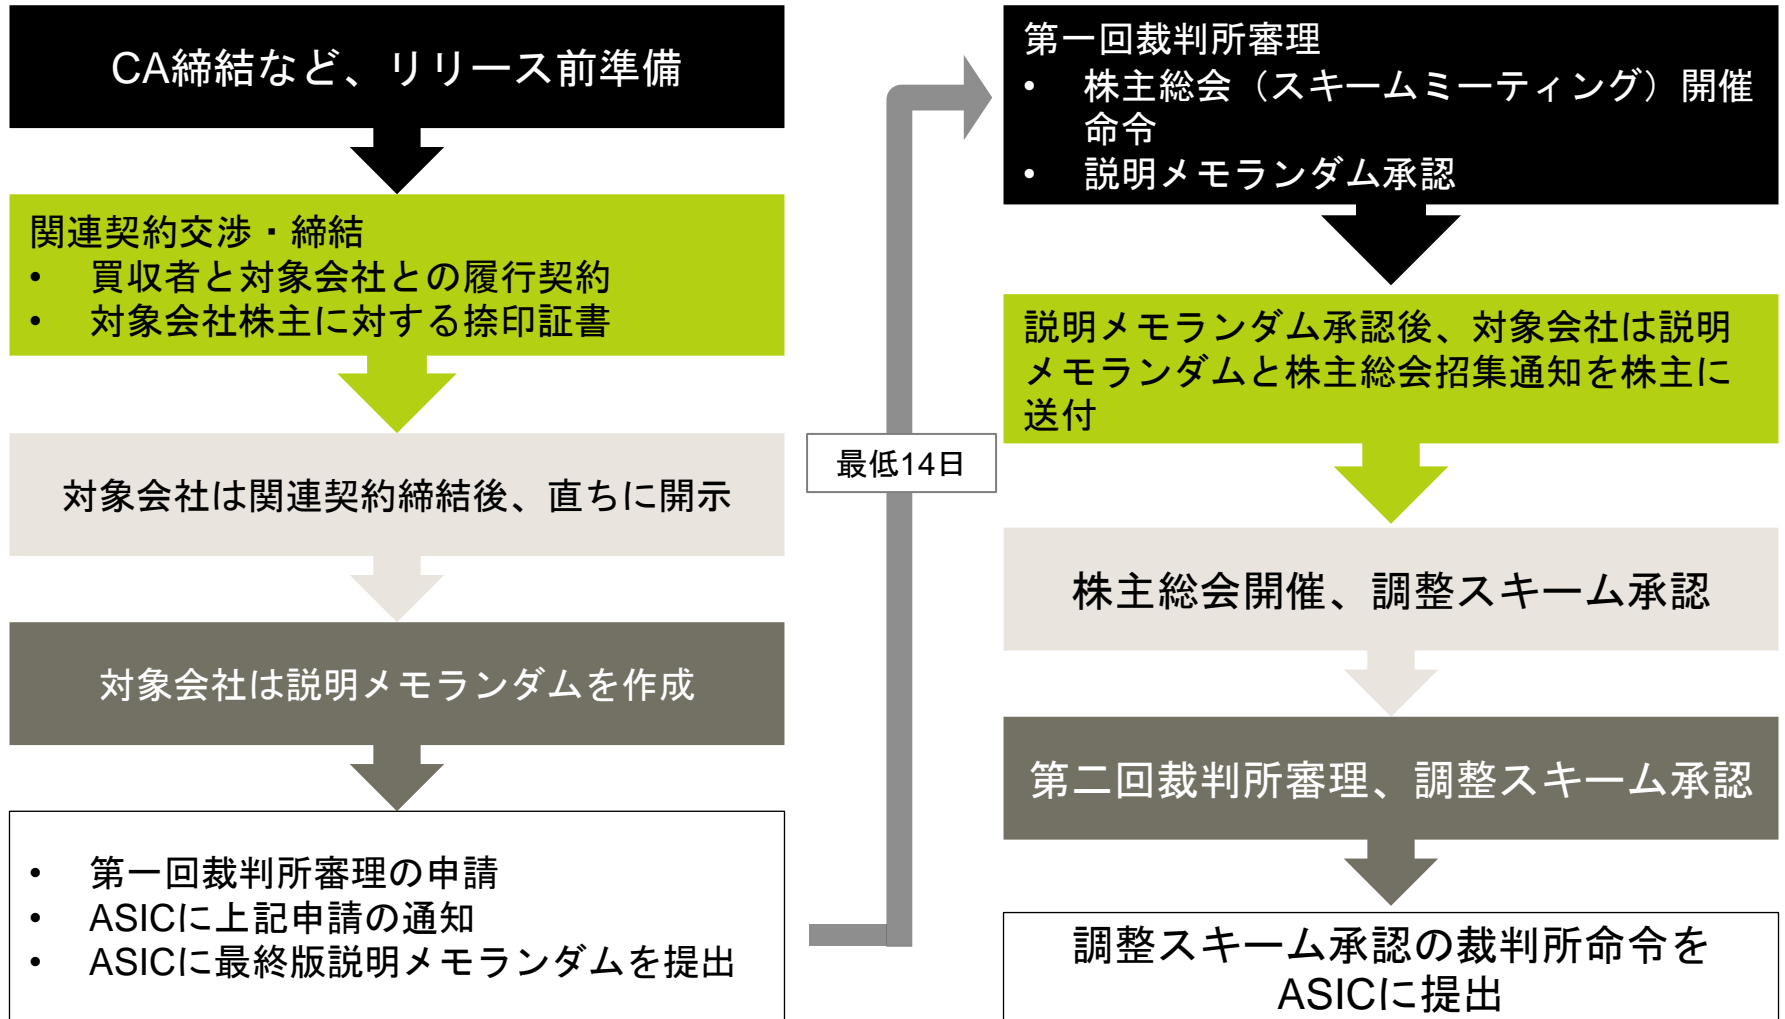 CA締結など、リリース前準備
関連契約交渉・締結
• 買収者と対象会社との履行契約
• 対象会社株主に対する捺印証書
対象会社は関連契約締結後、直ちに開示
対象会社は説明メモランダムを作成
• 第一回裁判所審理の申請
• ASICに上記申請の通知
• ASICに最終版説明メモランダムを提出
最低14日
第一回裁判所審理
• 株主総会（スキームミーティング）開催
命令
• 説明メモランダム承認
説明メモランダム承認後、対象会社は説明
メモランダムと株主総会招集通知を株主に
送付
株主総会開催、調整スキーム承認
第二回裁判所審理、調整スキーム承認
調整スキーム承認の裁判所命令を
ASICに提出